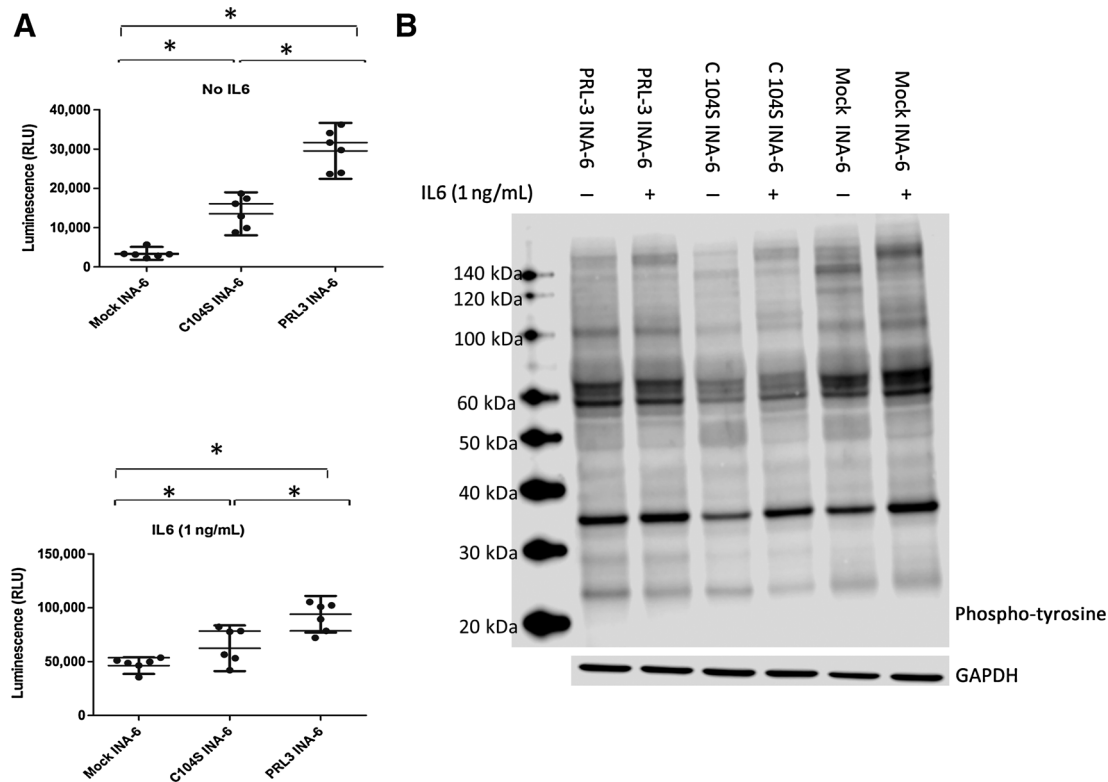 A
*
* *
No IL6
Luminescence (RLU)
40,000
30,000
20,000
10,000
0
Mock INA-6
C104S INA-6
PRL3 INA-6
*
* *
IL6 (1 ng/mL)
Luminescence (RLU)
150,000
100,000
50,000
0
Mock INA-6
C104S INA-6
PRL3 INA-6
B
PRL-3 INA-6
PRL-3 INA-6
C 104S INA-6
C 104S INA-6
Mock INA-6
Mock INA-6
IL6 (1 ng/mL) – + – + – +
140 kDa
120 kDa
100 kDa
60 kDa
50 kDa
40 kDa
30 kDa
20 kDa
Phospho-tyrosine
GAPDH